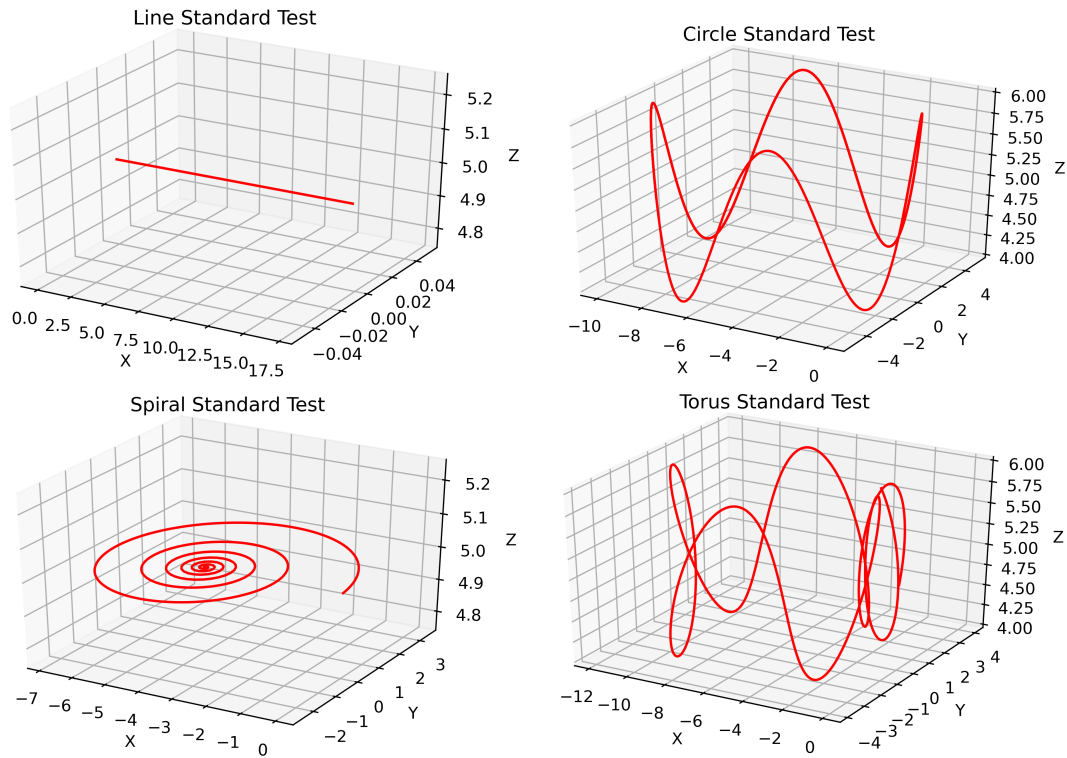 Line Standard Test
5.2
5.1
5.0
4.9
4.8
Z
0.04
0.02
0.00
−0.02
−0.04
Y
0.0 2.5 5.0 7.5 10.0 12.5 15.0 17.5
X
Circle Standard Test
6.00
5.75
5.50
5.25
5.00
4.75
4.50
4.25
4.00
Z
4
2
0
−2
−4
Y
−10 −8 −6 −4 −2 0
X
Spiral Standard Test
5.2
5.1
5.0
4.9
4.8
Z
3
2
1
0
−1
−2
Y
−7 −6 −5 −4 −3 −2 −1 0
X
Torus Standard Test
6.00
5.75
5.50
5.25
5.00
4.75
4.50
4.25
4.00
Z
4
3
2
1
0
−1
−2
−3
−4
Y
−12 −10 −8 −6 −4 −2 0
X